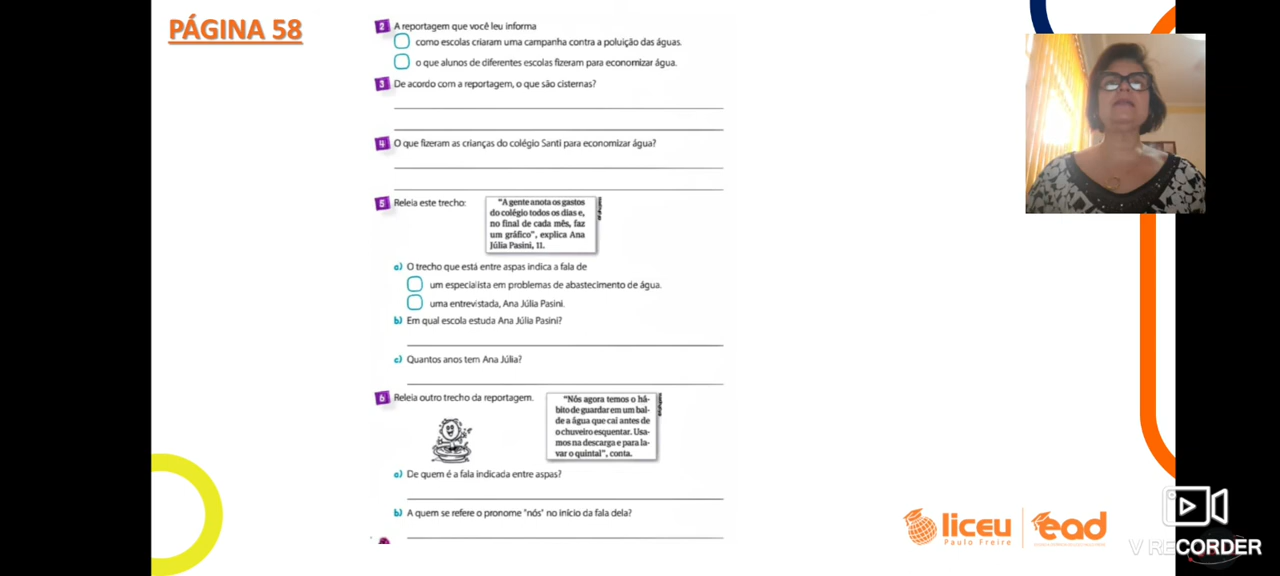 PÁGINA 58
2 A reportagem que você leu informa
como escolas criaram uma campanha contra a poluição das águas.
o que alunos de diferentes escolas fizeram para economizar água.
3 De acordo com a reportagem, o que são cisternas?
4 O que fizeram as crianças do colégio Santi para economizar água?
5 Releia este trecho:
"A gente anota os gastos
do colégio todos os dias e,
no final de cada mês, faz
um gráfico", explica Ana
Júlia Pasini, 11.
a) O trecho que está entre aspas indica a fala de
um especialista em problemas de abastecimento de água.
uma entrevistada, Ana Júlia Pasini.
b) Em qual escola estuda Ana Júlia Pasini?
c) Quantos anos tem Ana Júlia?
6 Releia outro trecho da reportagem.
"Nós agora temos o há-
bito de guardar em um bal-
de a água que cai antes de
o chuveiro esquentar. Usa-
mos na descarga e para la-
var o quintal", conta.
a) De quem é a fala indicada entre aspas?
b) A quem se refere o pronome "nós" no início da fala dela?
liceu
Paulo Freire
ead
V RECORDER